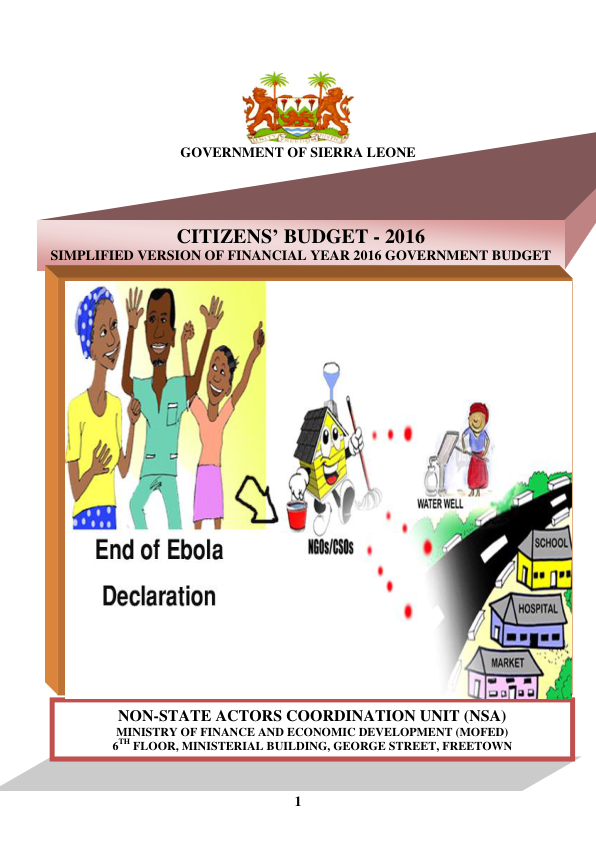 GOVERNMENT OF SIERRA LEONE
CITIZENS' BUDGET - 2016
SIMPLIFIED VERSION OF FINANCIAL YEAR 2016 GOVERNMENT BUDGET
End of Ebola
Declaration
NGOs/CSOs
WATER WELL
SCHOOL
HOSPITAL
MARKET
NON-STATE ACTORS COORDINATION UNIT (NSA)
MINISTRY OF FINANCE AND ECONOMIC DEVELOPMENT (MOFED)
6TH FLOOR, MINISTERIAL BUILDING, GEORGE STREET, FREETOWN
1